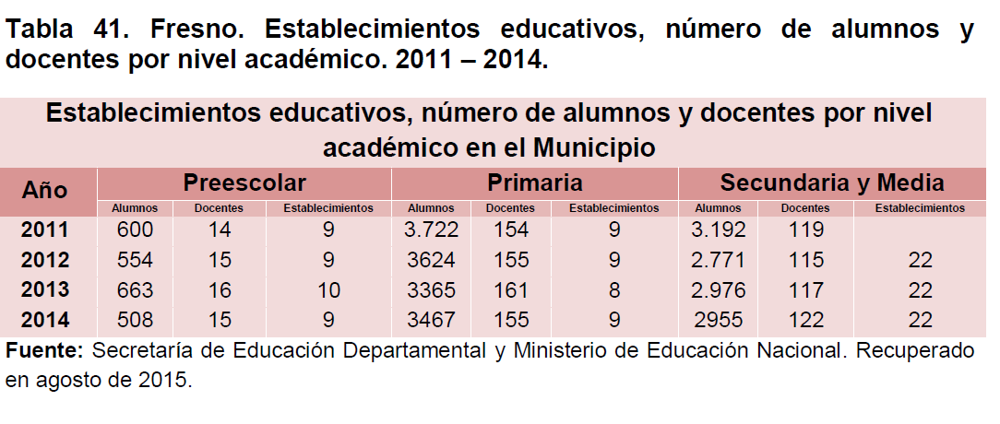 Tabla 41. Fresno. Establecimientos educativos, número de alumnos y
docentes por nivel académico. 2011 – 2014.
Establecimientos educativos, número de alumnos y docentes por nivel
académico en el Municipio
Año Preescolar Primaria Secundaria y Media
Alumnos Docentes Establecimientos Alumnos Docentes Establecimientos Alumnos Docentes Establecimientos
2011 600 14 9 3.722 154 9 3.192 119
2012 554 15 9 3624 155 9 2.771 115 22
2013 663 16 10 3365 161 8 2.976 117 22
2014 508 15 9 3467 155 9 2955 122 22
Fuente: Secretaría de Educación Departamental y Ministerio de Educación Nacional. Recuperado
en agosto de 2015.